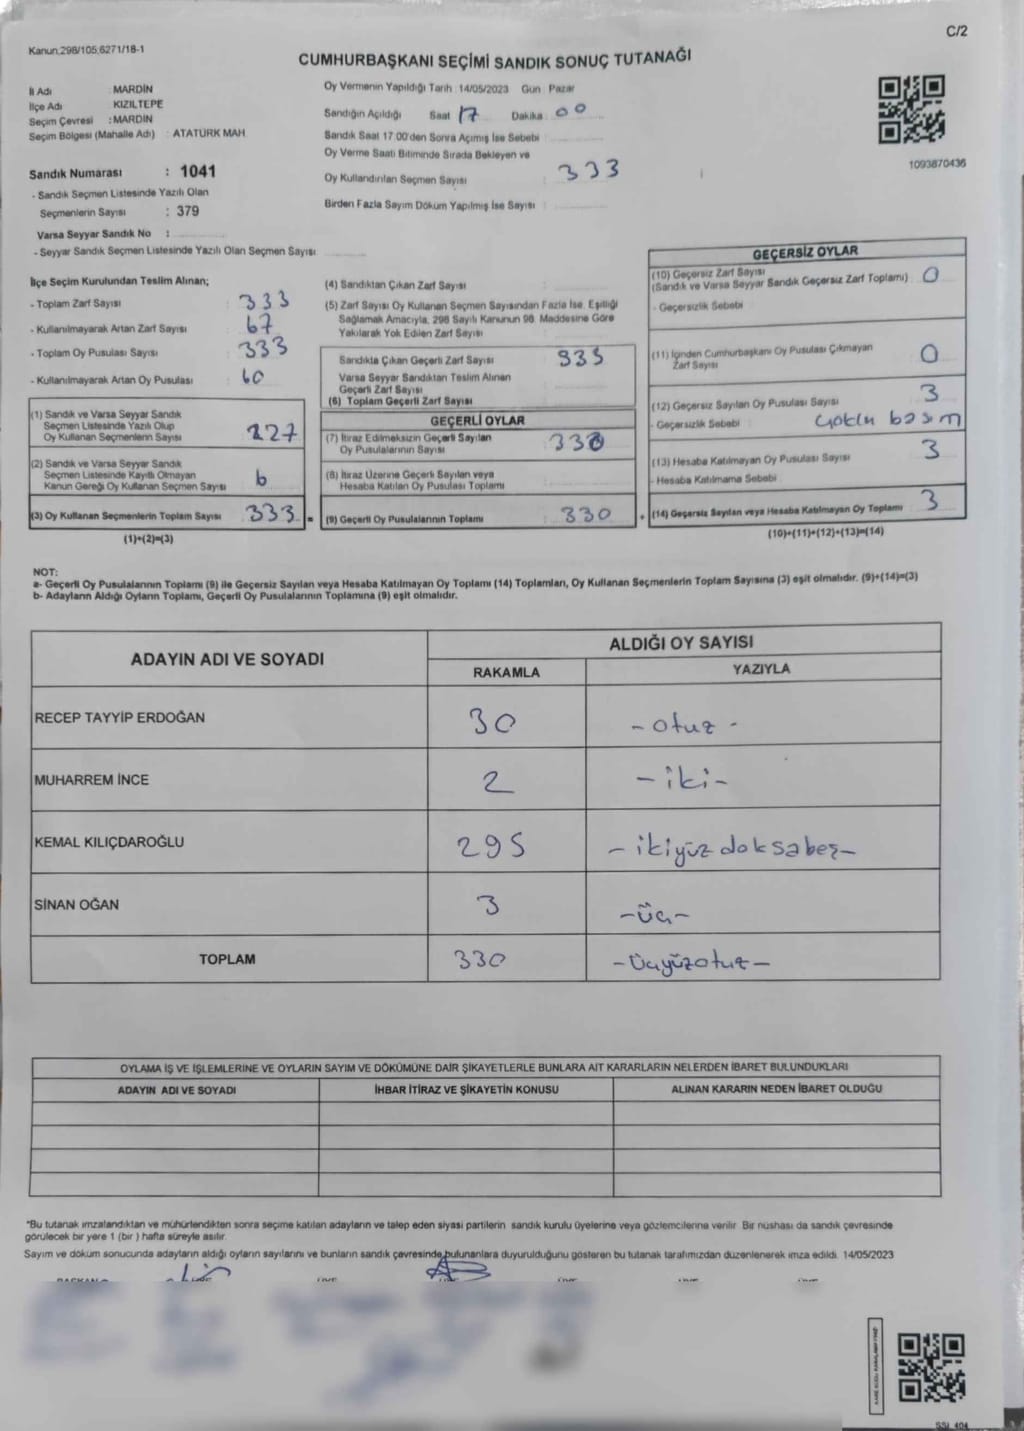 C/2
Kanun;298/105,6271/18-1
CUMHURBAŞKANI SEÇİMİ SANDIK SONUÇ TUTANAĞI
İl Adı : MARDİN
İlçe Adı : KIZILTEPE
Seçim Çevresi : MARDİN
Seçim Bölgesi (Mahalle Adı) : ATATÜRK MAH.
Sandık Numarası : 1041
- Sandık Seçmen Listesinde Yazılı Olan
Seçmenlerin Sayısı : 379
Varsa Seyyar Sandık No :
- Seyyar Sandık Seçmen Listesinde Yazılı Olan Seçmen Sayısı:
Oy Vermenin Yapıldığı Tarih: 14/05/2023 Gün: Pazar
Sandığın Açıldığı Saat 17 Dakika: 00
Sandık Saat 17:00'den Sonra Açımış İse Sebebi
Oy Verme Saati Bitiminde Sırada Bekleyen ve
Oy Kullandırılan Seçmen Sayısı : 333
Birden Fazla Sayım Döküm Yapılmış İse Sayısı :
1093870436
İlçe Seçim Kurulundan Teslim Alınan;
- Toplam Zarf Sayısı : 333
- Kullanılmayarak Artan Zarf Sayısı : 67
- Toplam Oy Pusulası Sayısı : 333
- Kullanılmayarak Artan Oy Pusulası : 60
(1) Sandık ve Varsa Seyyar Sandık
Seçmen Listesinde Yazılı Olup
Oy Kullanan Seçmenlerin Sayısı 227
(2) Sandık ve Varsa Seyyar Sandık
Seçmen Listesinde Kayıtlı Olmayan
Kanun Gereği Oy Kullanan Seçmen Sayısı 6
(3) Oy Kullanan Seçmenlerin Toplam Sayısı 333 =
(1)+(2)=(3)
(4) Sandıktan Çıkan Zarf Sayısı
(5) Zarf Sayısı Oy Kullanan Seçmen Sayısından Fazla İse, Eşitliği
Sağlamak Amacıyla, 298 Sayılı Kanunun 98. Maddesine Göre
Yakılarak Yok Edilen Zarf Sayısı :
Sandıkta Çıkan Geçerli Zarf Sayısı : 333
Varsa Seyyar Sandıktan Teslim Alınan
Geçerli Zarf Sayısı :
(6) Toplam Geçerli Zarf Sayısı
GEÇERLİ OYLAR
(7) İtiraz Edilmeksizin Geçerli Sayılan
Oy Pusulalarının Sayısı : 330
(8) İtiraz Üzerine Geçerli Sayılan veya
Hesaba Katılan Oy Pusulası Toplamı :
(9) Geçerli Oy Pusulalarının Toplamı : 330 +
GEÇERSİZ OYLAR
(10) Geçersiz Zarf Sayısı
(Sandık ve Varsa Seyyar Sandık Geçersiz Zarf Toplamı) 0
- Geçersizlik Sebebi
(11) İçinden Cumhurbaşkanı Oy Pusulası Çıkmayan
Zarf Sayısı 0
(12) Geçersiz Sayılan Oy Pusulası Sayısı 3
- Geçersizlik Sebebi çoklu basım
(13) Hesaba Katılmayan Oy Pusulası Sayısı 3
- Hesaba Katılmama Sebebi
(14) Geçersiz Sayılan veya Hesaba Katılmayan Oy Toplamı 3
(10)+(11)+(12)+(13)=(14)
NOT:
a- Geçerli Oy Pusulalarının Toplamı (9) ile Geçersiz Sayılan veya Hesaba Katılmayan Oy Toplamı (14) Toplamları, Oy Kullanan Seçmenlerin Toplam Sayısına (3) eşit olmalıdır. (9)+(14)=(3)
b- Adayların Aldığı Oyların Toplamı, Geçerli Oy Pusulalarının Toplamına (9) eşit olmalıdır.
ADAYIN ADI VE SOYADI
ALDIĞI OY SAYISI
RAKAMLA YAZIYLA
RECEP TAYYİP ERDOĞAN 30 - otuz -
MUHARREM İNCE 2 - iki -
KEMAL KILIÇDAROĞLU 295 - ikiyüz doksabeş -
SİNAN OĞAN 3 - üç -
TOPLAM 330 - Üçyüzotuz -
OYLAMA İŞ VE İŞLEMLERİNE VE OYLARIN SAYIM VE DÖKÜMÜNE DAİR ŞİKAYETLERLE BUNLARA AİT KARARLARIN NELERDEN İBARET BULUNDUKLARI
ADAYIN ADI VE SOYADI İHBAR İTİRAZ VE ŞİKAYETİN KONUSU ALINAN KARARIN NEDEN İBARET OLDUĞU
*Bu tutanak imzalandıktan ve mühürlendikten sonra seçime katılan adayların ve talep eden siyasi partilerin sandık kurulu üyelerine veya gözlemcilerine verilir. Bir nüshası da sandık çevresinde
görülecek bir yere 1 (bir) hafta süreyle asılır.
Sayım ve döküm sonucunda adayların aldığı oyların sayılarını ve bunların sandık çevresinde bulunanlara duyurulduğunu gösteren bu tutanak tarafımızdan düzenlenerek imza edildi. 14/05/2023
SSİ_404